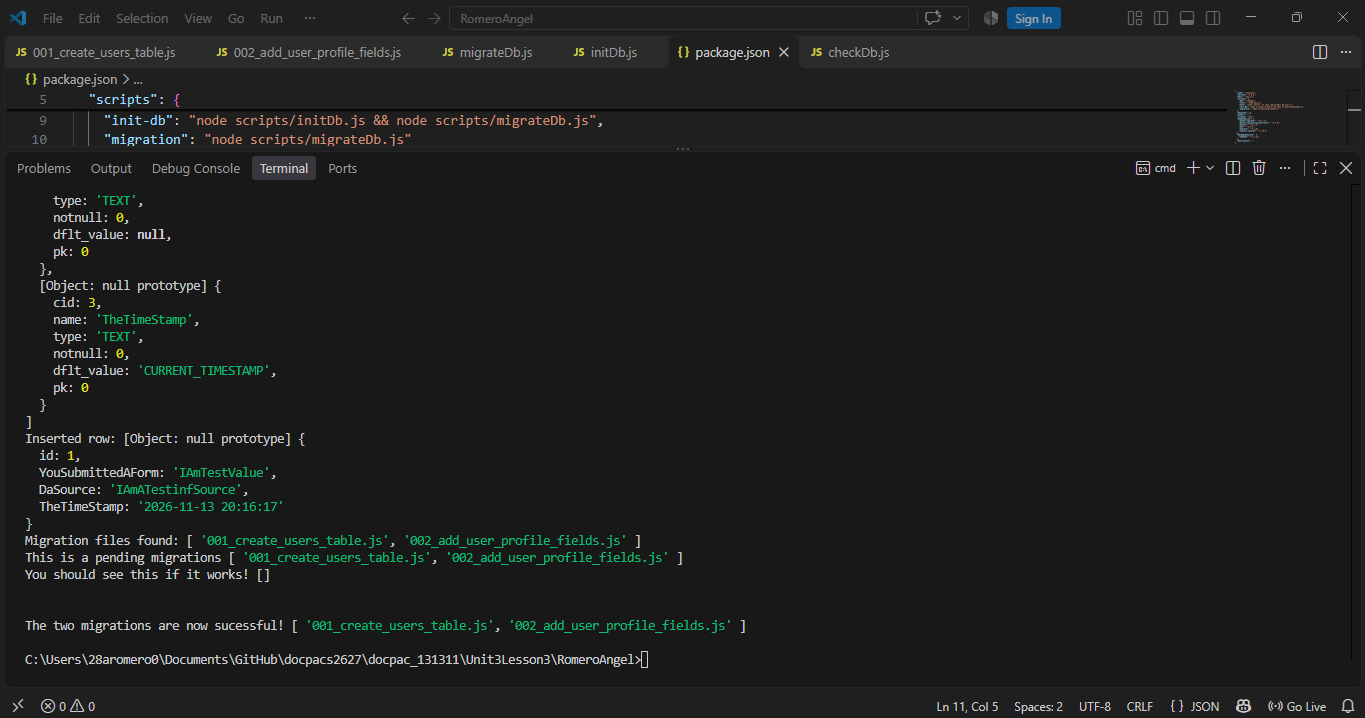 File Edit Selection View Go Run ··· RomeroAngel Sign In
JS 001_create_users_table.js JS 002_add_user_profile_fields.js JS migrateDb.js JS initDb.js {} package.json JS checkDb.js
{} package.json > ...
5 "scripts": {
9 "init-db": "node scripts/initDb.js && node scripts/migrateDb.js",
10 "migration": "node scripts/migrateDb.js"
Problems Output Debug Console Terminal Ports cmd
type: 'TEXT',
notnull: 0,
dflt_value: null,
pk: 0
},
[Object: null prototype] {
cid: 3,
name: 'TheTimeStamp',
type: 'TEXT',
notnull: 0,
dflt_value: 'CURRENT_TIMESTAMP',
pk: 0
}
]
Inserted row: [Object: null prototype] {
id: 1,
YouSubmittedAForm: 'IAmTestValue',
DaSource: 'IAmATestinfSource',
TheTimeStamp: '2026-11-13 20:16:17'
}
Migration files found: [ '001_create_users_table.js', '002_add_user_profile_fields.js' ]
This is a pending migrations [ '001_create_users_table.js', '002_add_user_profile_fields.js' ]
You should see this if it works! []
The two migrations are now sucessful! [ '001_create_users_table.js', '002_add_user_profile_fields.js' ]
C:\Users\28aromero0\Documents\GitHub\docpacs2627\docpac_131311\Unit3Lesson3\RomeroAngel>
0 0 Ln 11, Col 5 Spaces: 2 UTF-8 CRLF {} JSON Go Live